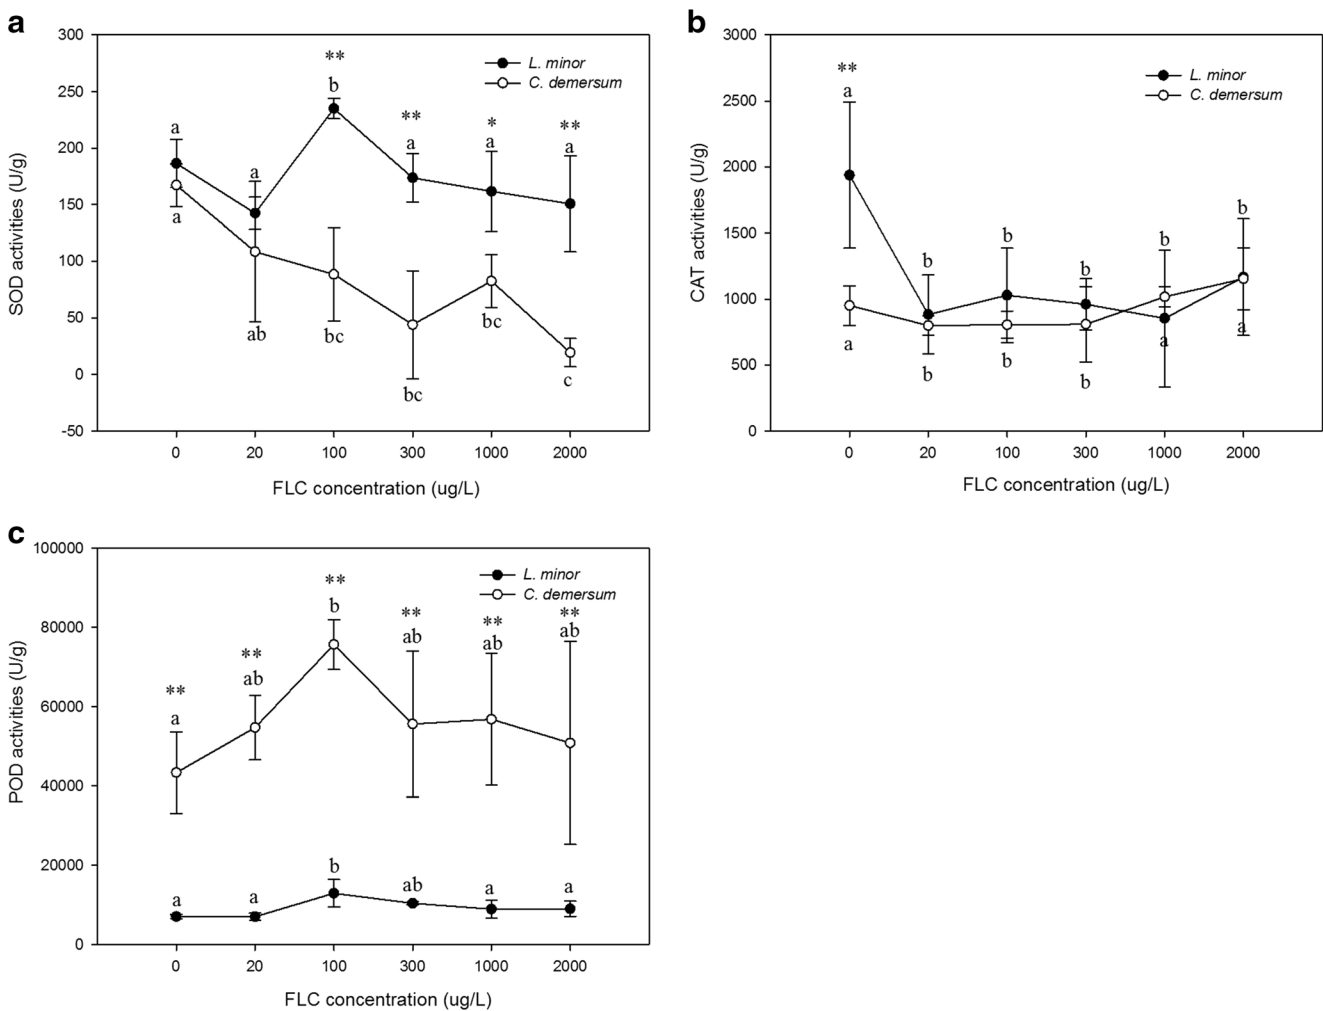 a
300
250
200
150
100
50
0
-50
SOD activities (U/g)
L. minor
C. demersum
**
b
a
a
**
a
*
a
**
a
a
ab
bc
bc
bc
c
0 20 100 300 1000 2000
FLC concentration (ug/L)
b
3000
2500
2000
1500
1000
500
0
CAT activities (U/g)
L. minor
C. demersum
**
a
b
b
b
b
b
a
b
b
b
a
a
0 20 100 300 1000 2000
FLC concentration (ug/L)
c
100000
80000
60000
40000
20000
0
POD activities (U/g)
L. minor
C. demersum
**
a
**
ab
**
b
**
ab
**
ab
**
ab
a
a
b
ab
a
a
0 20 100 300 1000 2000
FLC concentration (ug/L)